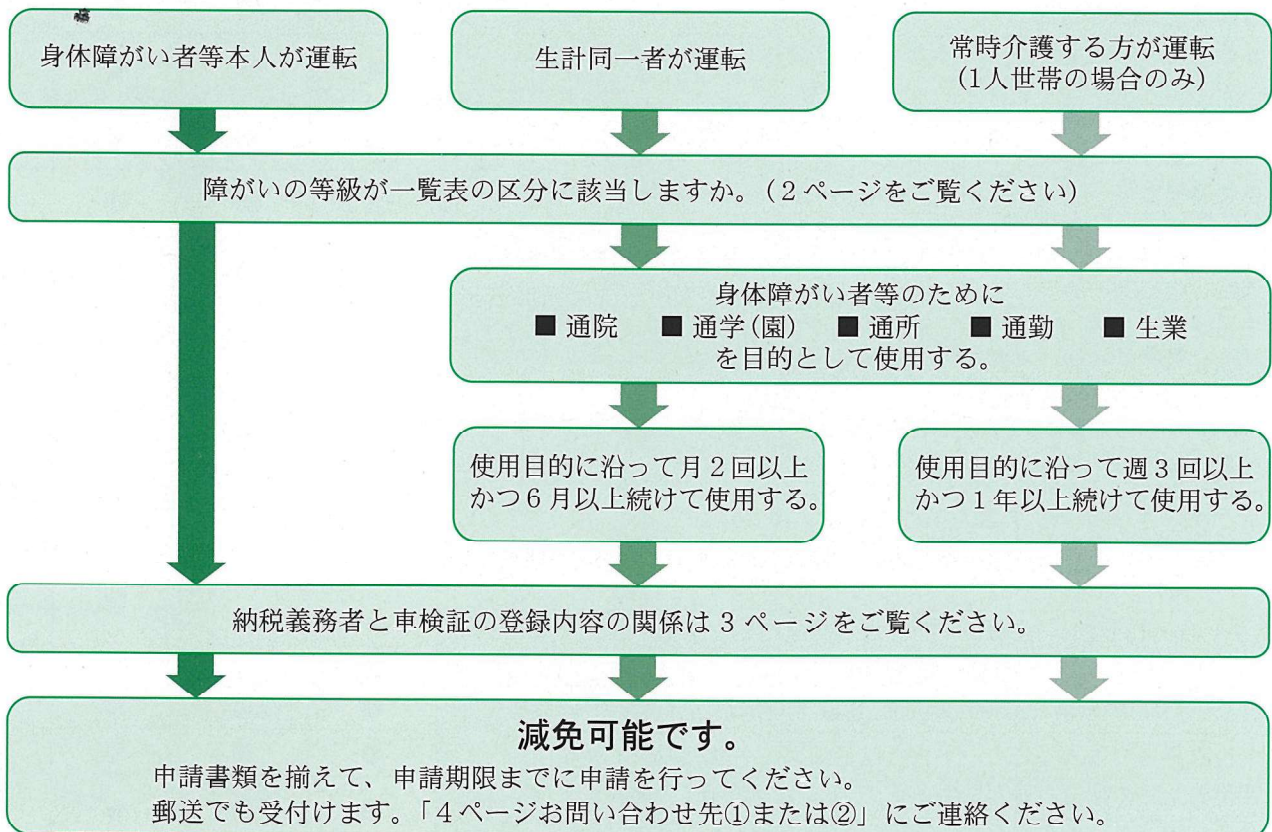 身体障がい者等本人が運転
生計同一者が運転
常時介護する方が運転
(1人世帯の場合のみ)
障がいの等級が一覧表の区分に該当しますか。(2ページをご覧ください)
身体障がい者等のために
■ 通院 ■ 通学(園) ■ 通所 ■ 通勤 ■ 生業
を目的として使用する。
使用目的に沿って月2回以上
かつ6月以上続けて使用する。
使用目的に沿って週3回以上
かつ1年以上続けて使用する。
納税義務者と車検証の登録内容の関係は3ページをご覧ください。
減免可能です。
申請書類を揃えて、申請期限までに申請を行ってください。
郵送でも受付けます。「4ページお問い合わせ先①または②」にご連絡ください。